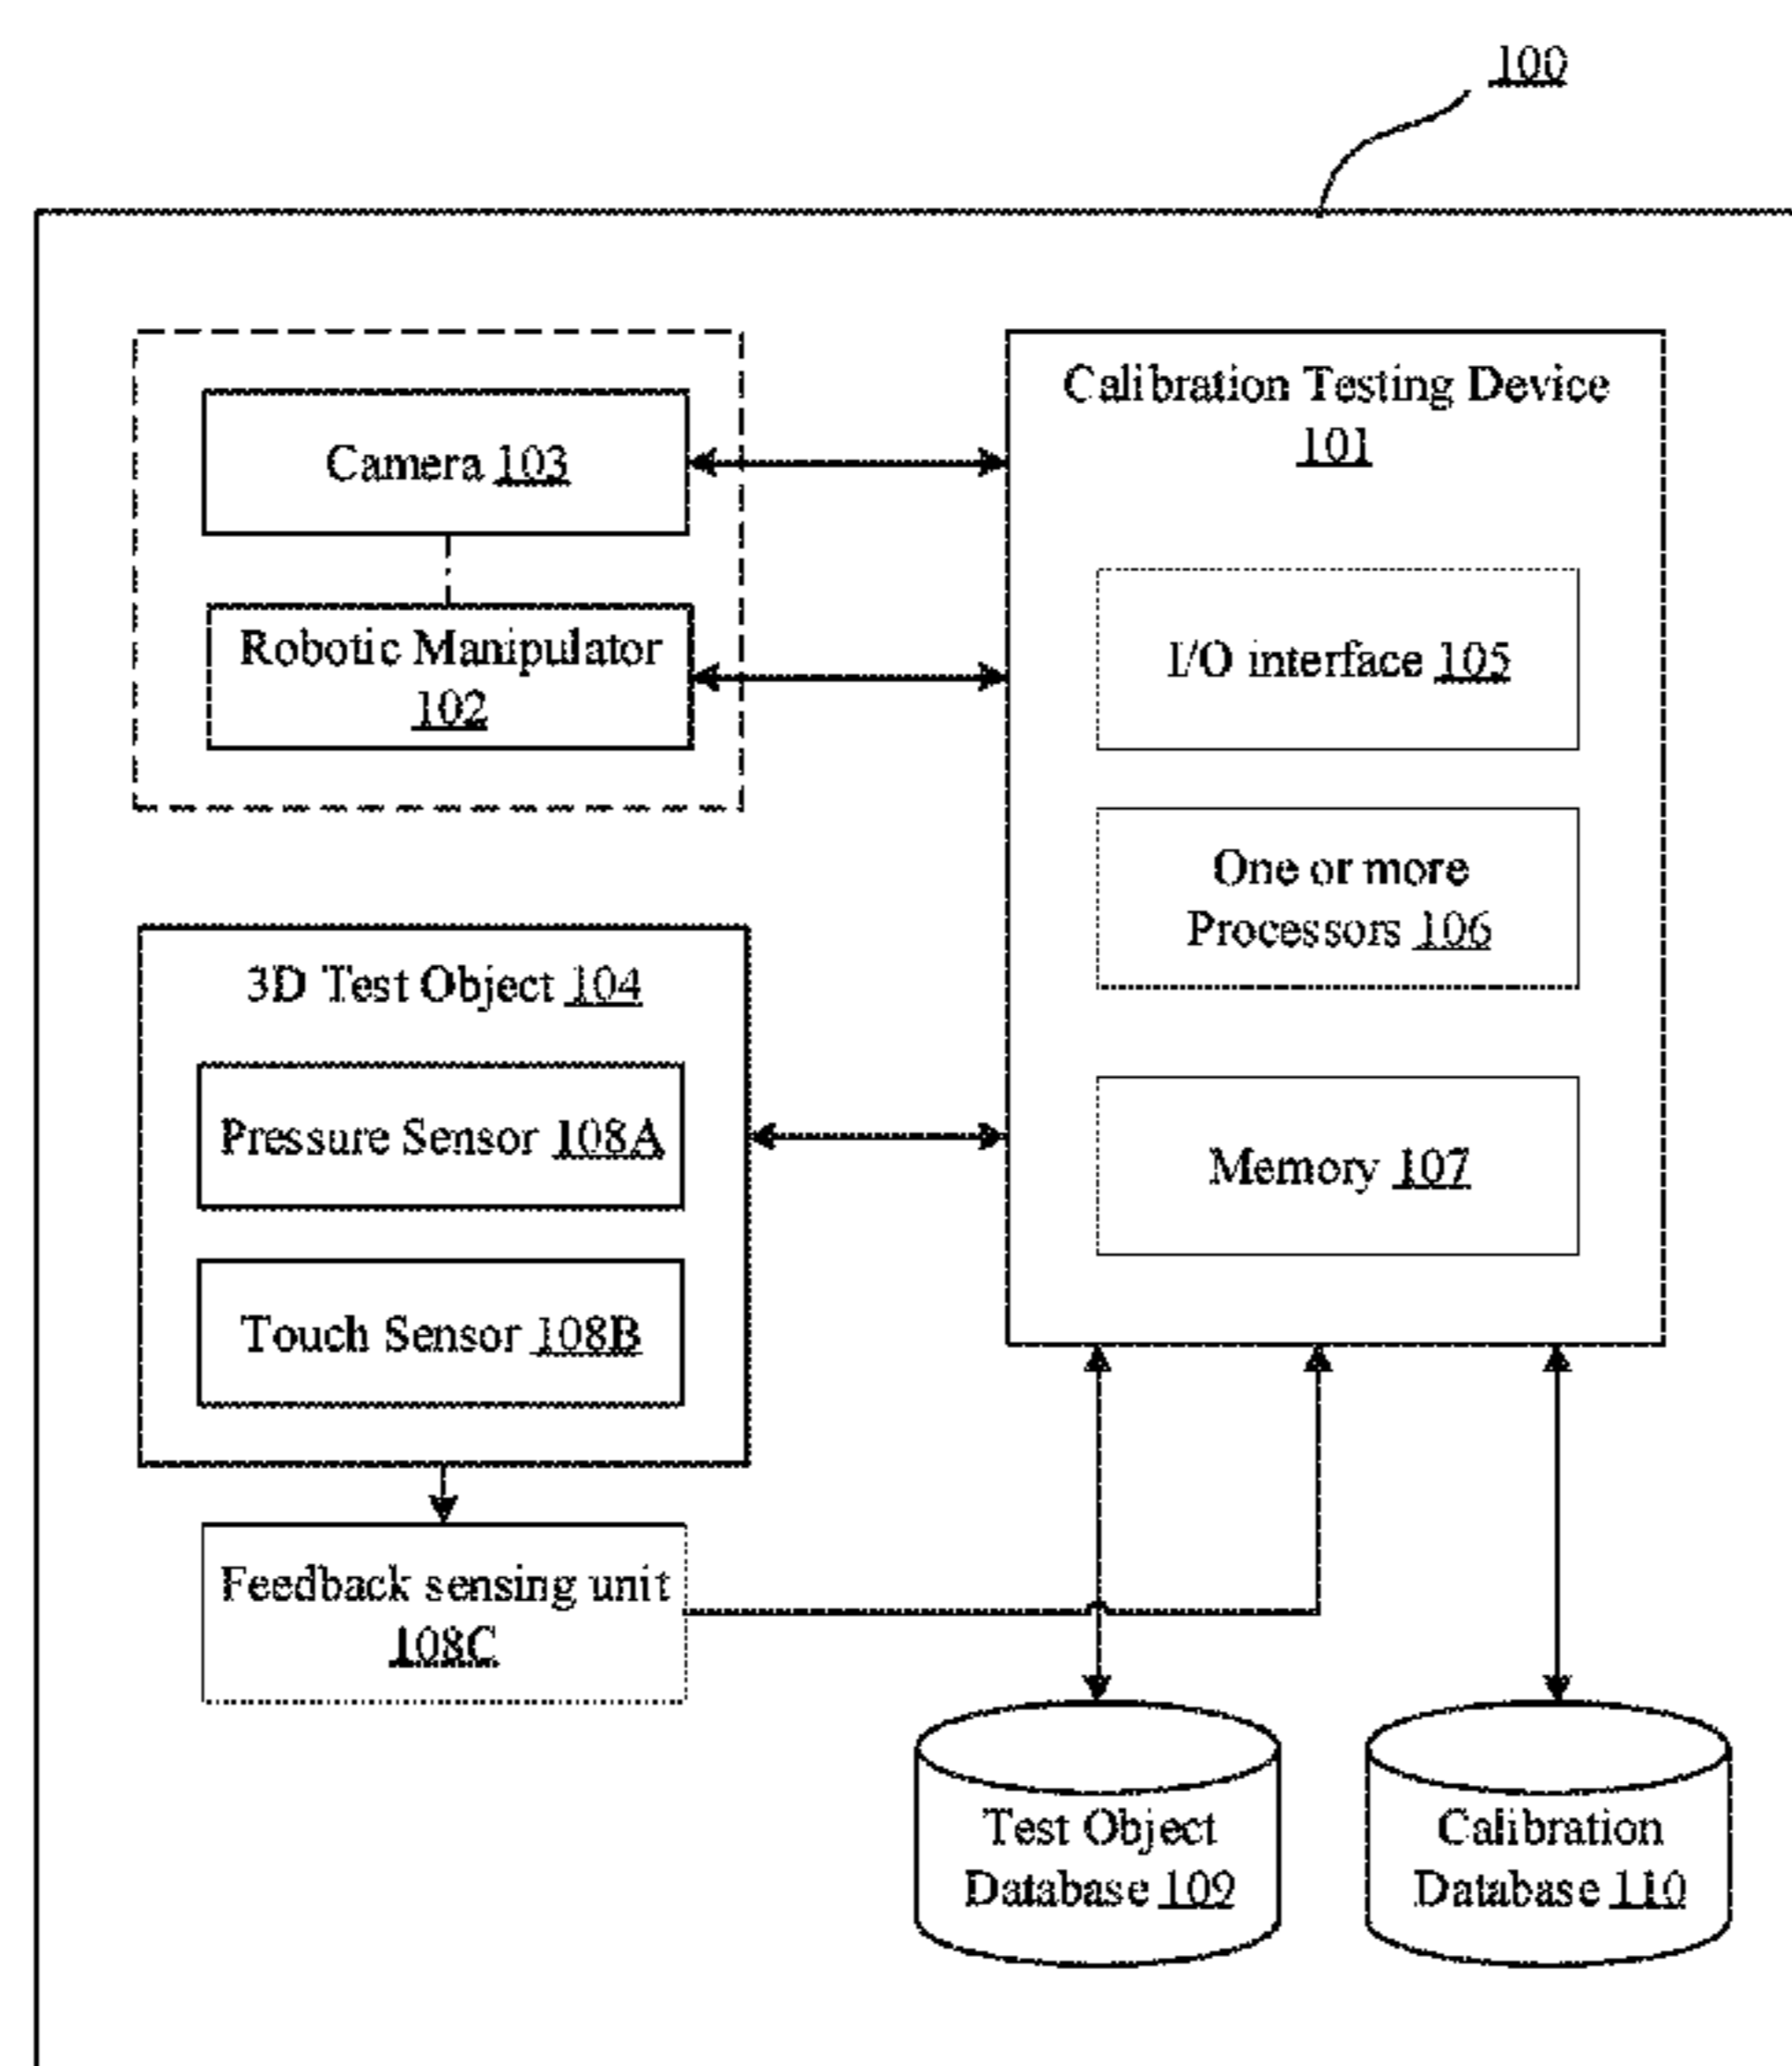 100
Camera 103
Robotic Manipulator
102
Calibration Testing Device
101
I/O interface 105
One or more
Processors 106
Memory 107
3D Test Object 104
Pressure Sensor 108A
Touch Sensor 108B
Feedback sensing unit
108C
Test Object
Database 109
Calibration
Database 110